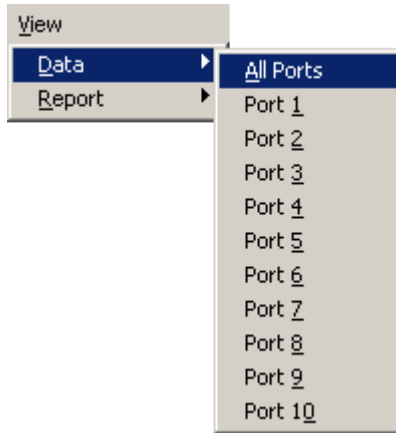 View
Data
Report
All Ports
Port 1
Port 2
Port 3
Port 4
Port 5
Port 6
Port 7
Port 8
Port 9
Port 10